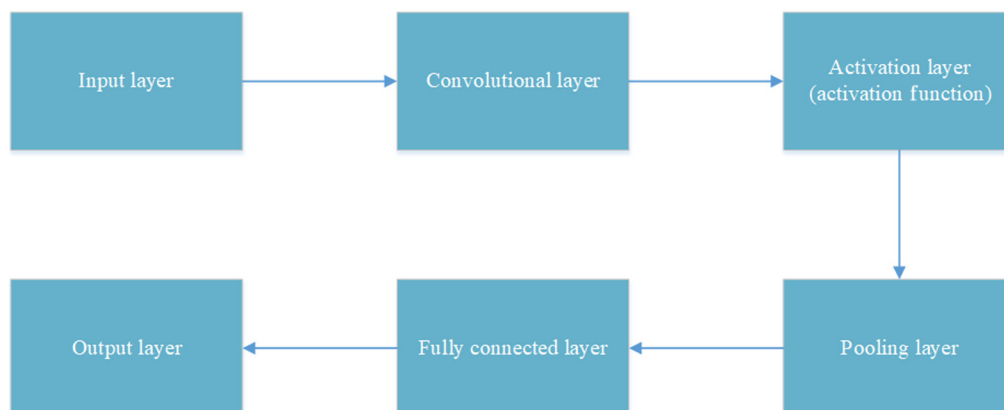 Input layer
Convolutional layer
Activation layer
(activation function)
Output layer
Fully connected layer
Pooling layer